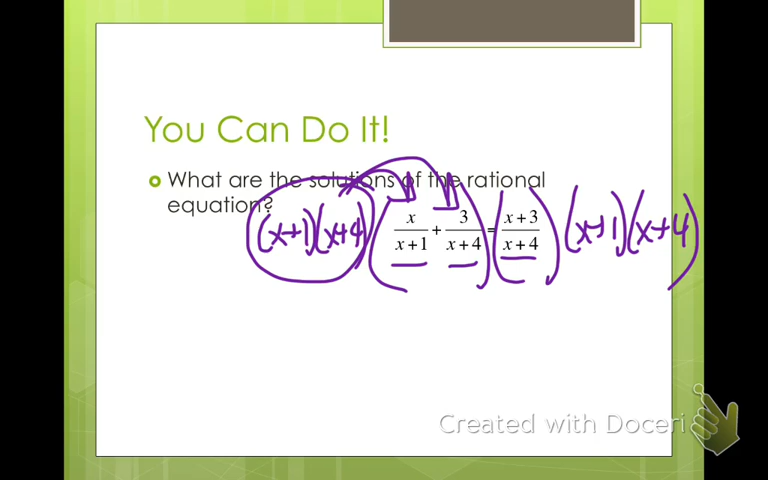 You Can Do It!
What are the solutions of the rational
equation?
(x+1)(x+4) ( x/(x+1) + 3/(x+4) ) = ( (x+3)/(x+4) ) (x+1)(x+4)
Created with Doceri